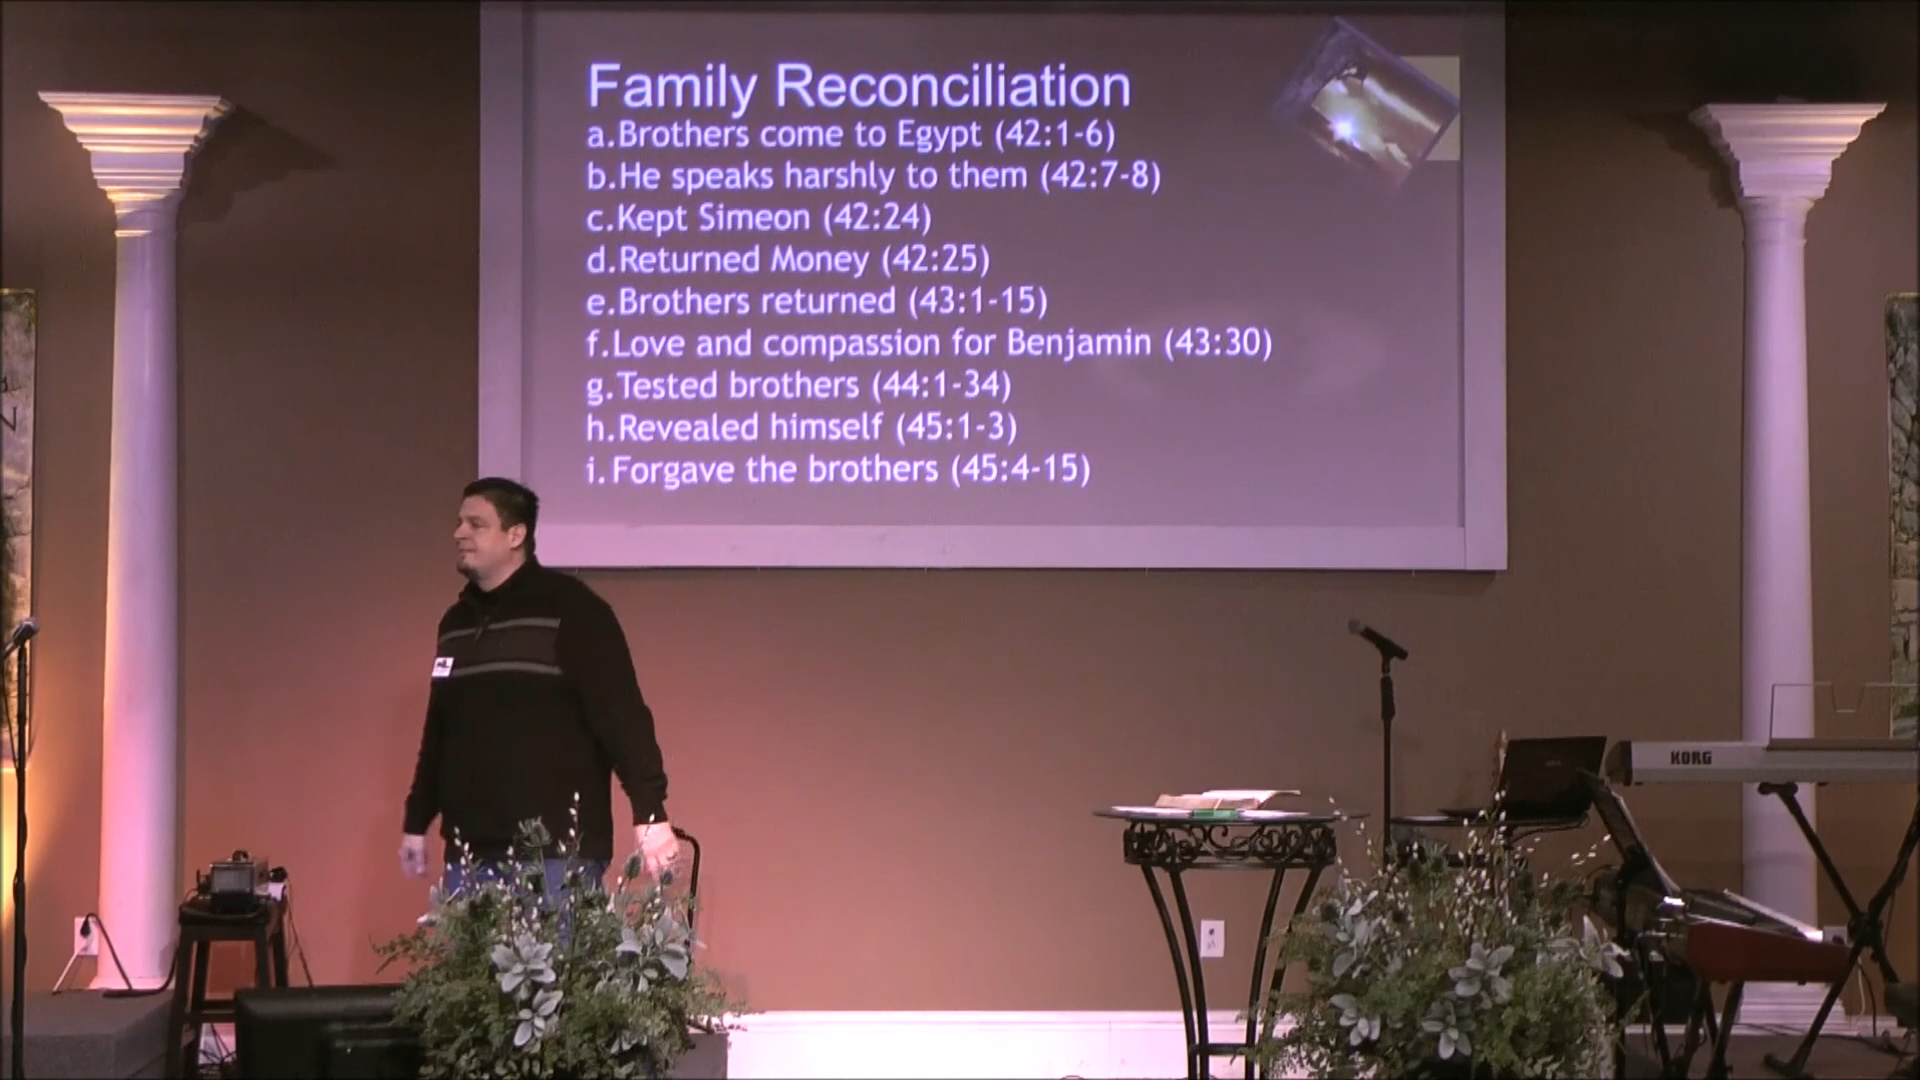 Family Reconciliation
a.Brothers come to Egypt (42:1-6)
b.He speaks harshly to them (42:7-8)
c.Kept Simeon (42:24)
d.Returned Money (42:25)
e.Brothers returned (43:1-15)
f.Love and compassion for Benjamin (43:30)
g.Tested brothers (44:1-34)
h.Revealed himself (45:1-3)
i. Forgave the brothers (45:4-15)
KORG